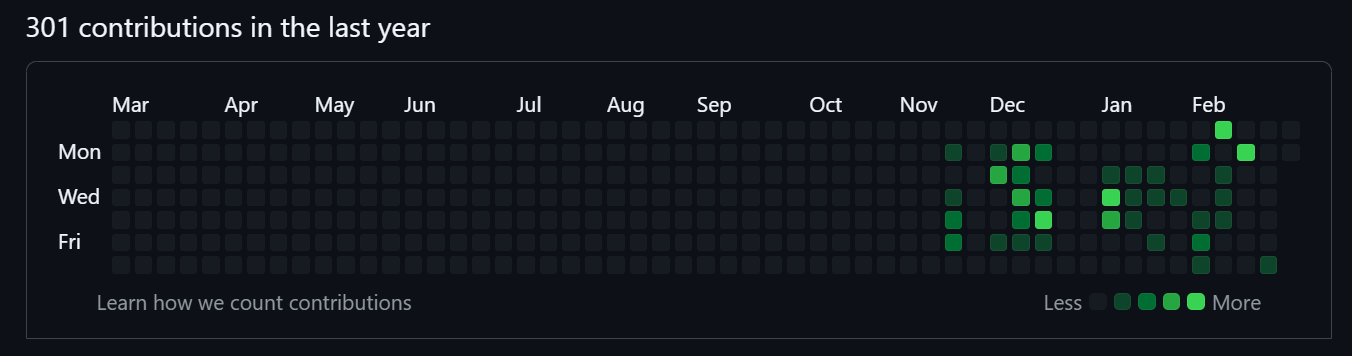 301 contributions in the last year
Mar Apr May Jun Jul Aug Sep Oct Nov Dec Jan Feb
Mon
Wed
Fri
Learn how we count contributions Less More